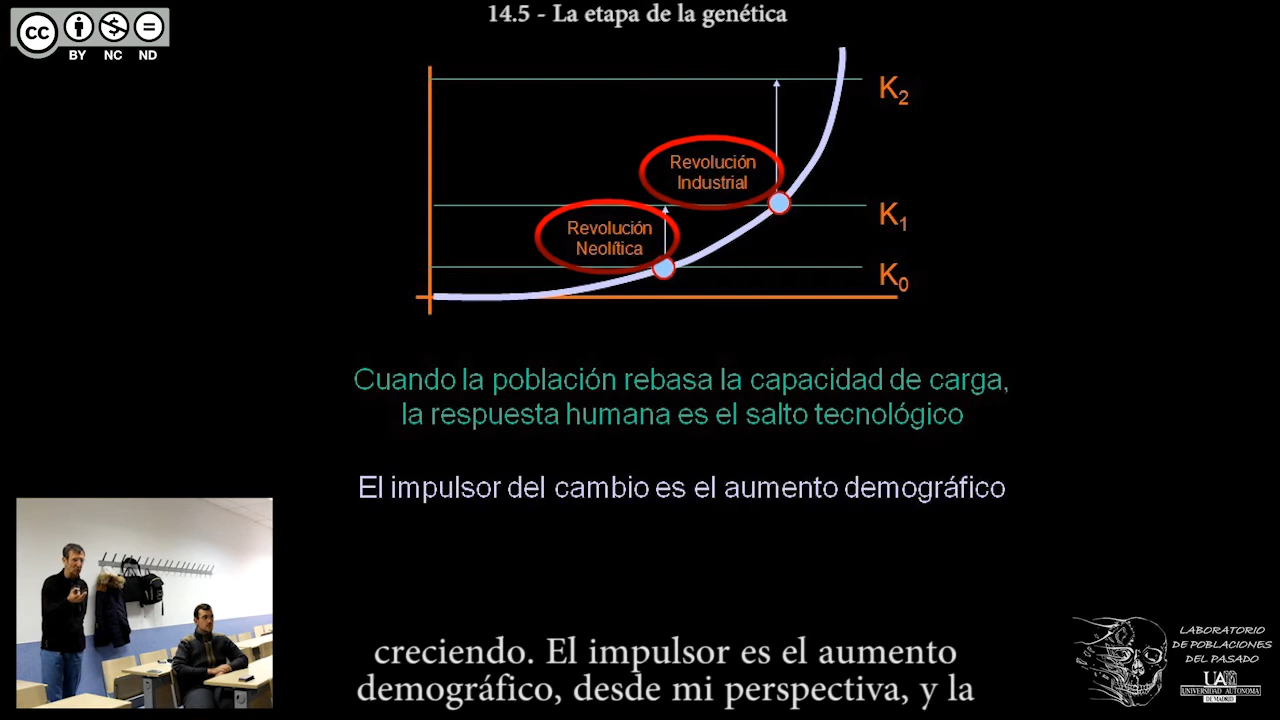 14.5 - La etapa de la genética
CC
BY NC ND
K2
Revolución
Industrial
K1
Revolución
Neolítica
K0
Cuando la población rebasa la capacidad de carga,
la respuesta humana es el salto tecnológico
El impulsor del cambio es el aumento demográfico
creciendo. El impulsor es el aumento
demográfico, desde mi perspectiva, y la
LABORATORIO
DE POBLACIONES
DEL PASADO
UAM
UNIVERSIDAD AUTONOMA
DE MADRID